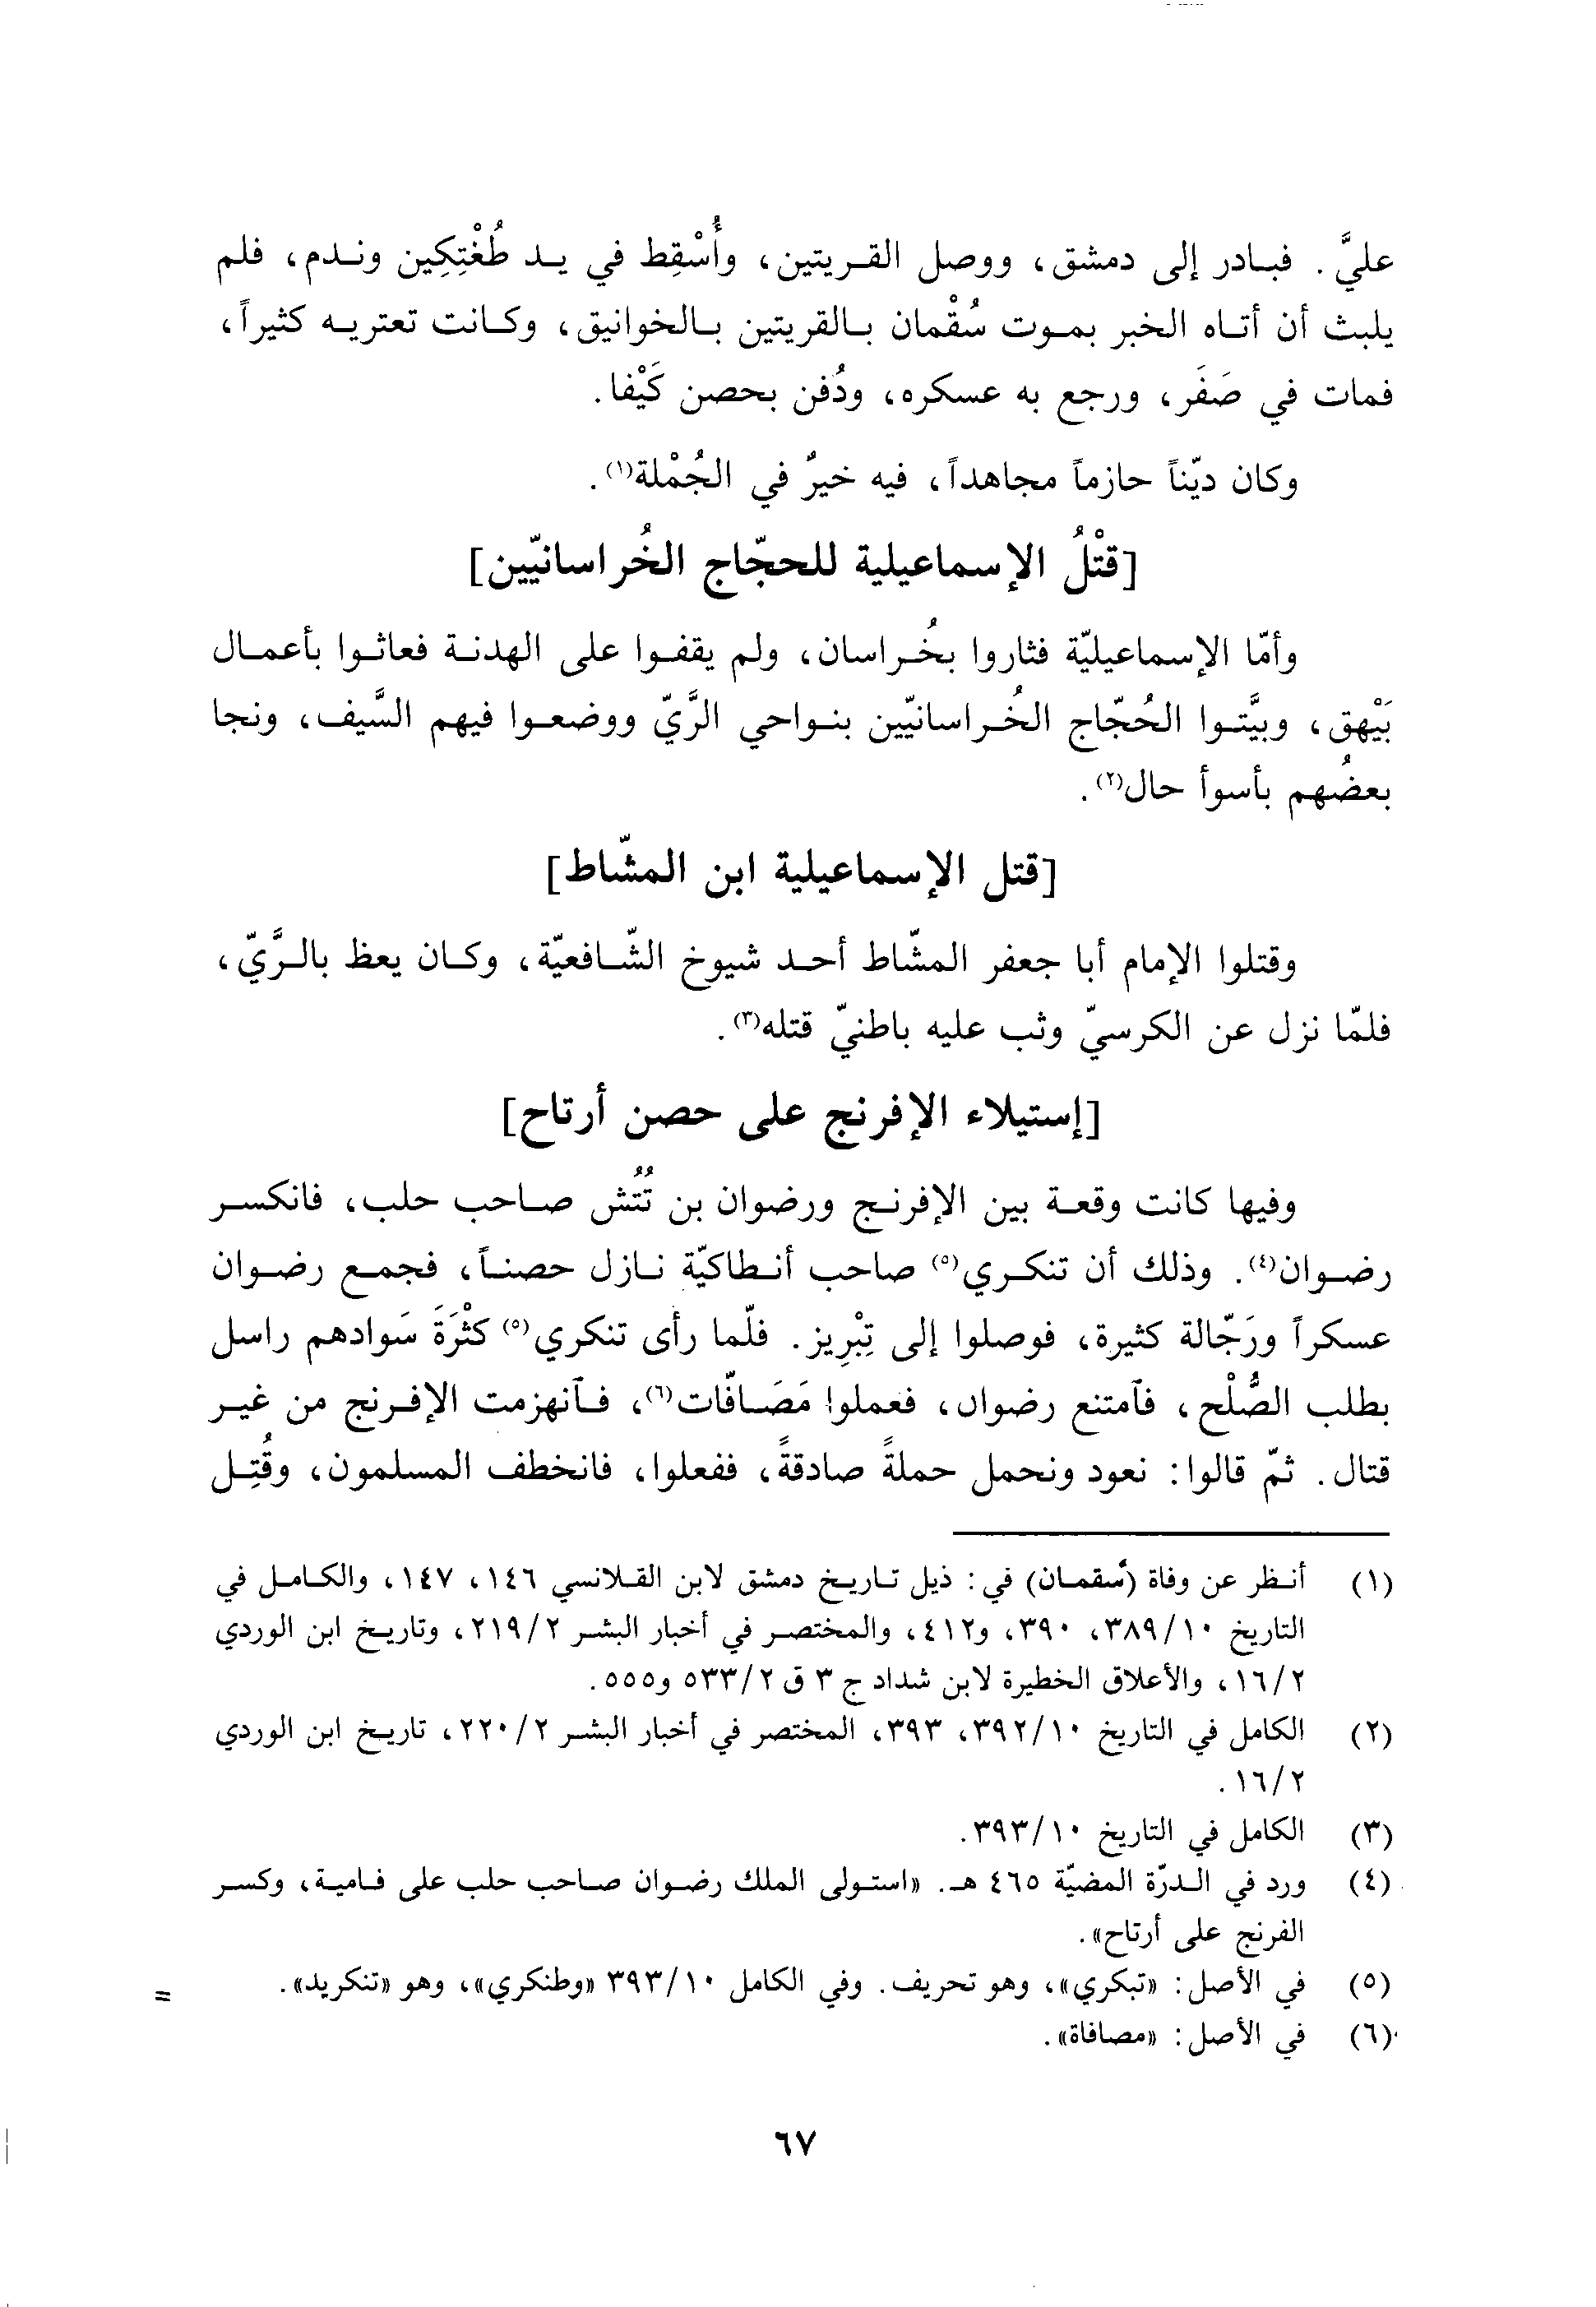 عليَّ. فبادر إلى دمشق، ووصل القريتين، وأُسْقِط في يد طُغْتِكِين وندم، فلم
يلبث أن أتاه الخبر بموت سُقْمان بالقريتين بالخوانيق، وكانت تعتريه كثيراً،
فمات في صَفَر، ورجع به عسكره، ودُفن بحصن كَيْفا.
وكان ديّناً حازماً مجاهداً، فيه خيرٌ في الجُمْلة(١).
[قتْلُ الإسماعيلية للحجّاج الخُراسانيّين]
وأمّا الإسماعيليّة فثاروا بخُراسان، ولم يقفوا على الهدنة فعاثوا بأعمال
بَيْهق، وبيَّتوا الحُجّاج الخُراسانيّين بنواحي الرَّيّ ووضعوا فيهم السَّيف، ونجا
بعضُهم بأسوأ حال(٢).
[قتل الإسماعيلية ابن المشّاط]
وقتلوا الإمام أبا جعفر المشّاط أحد شيوخ الشّافعيّة، وكان يعظ بالرَّيّ،
فلمّا نزل عن الكرسيّ وثب عليه باطنيّ قتله(٣).
[إستيلاء الإفرنج على حصن أرتاح]
وفيها كانت وقعة بين الإفرنج ورضوان بن تُتُش صاحب حلب، فانكسر
رضوان(٤). وذلك أن تنكري(٥) صاحب أنطاكيّة نازل حصناً، فجمع رضوان
عسكراً ورَجّالة كثيرة، فوصلوا إلى تِبْرِيز. فلّما رأى تنكري(٥) كثْرَةَ سَوادهم راسل
بطلب الصُّلْح، فآمتنع رضوان، فعملوا مَصَافّات(٦)، فآنهزمت الإفرنج من غير
قتال. ثمّ قالوا: نعود ونحمل حملةً صادقةً، ففعلوا، فانخطف المسلمون، وقُتِل
(١) أنظر عن وفاة (سُقمان) في: ذيل تاريخ دمشق لابن القلانسي ١٤٦، ١٤٧، والكامل في
التاريخ ٣٨٩/١٠، ٣٩٠، و٤١٢، والمختصر في أخبار البشر ٢١٩/٢، وتاريخ ابن الوردي
١٦/٢، والأعلاق الخطيرة لابن شداد ج ٣ ق ٥٣٣/٢ و٥٥٥.
(٢) الكامل في التاريخ ٣٩٢/١٠، ٣٩٣، المختصر في أخبار البشر ٢٢٠/٢، تاريخ ابن الوردي
١٦/٢.
(٣) الكامل في التاريخ ٣٩٣/١٠.
(٤) ورد في الدرّة المضيّة ٤٦٥ هـ. «استولى الملك رضوان صاحب حلب على فامية، وكسر
الفرنج على أرتاح».
(٥) في الأصل: «تبكري»، وهو تحريف. وفي الكامل ٣٩٣/١٠ «وطنكري»، وهو «تنكريد». =
(٦) في الأصل: «مصافاة».
٦٧